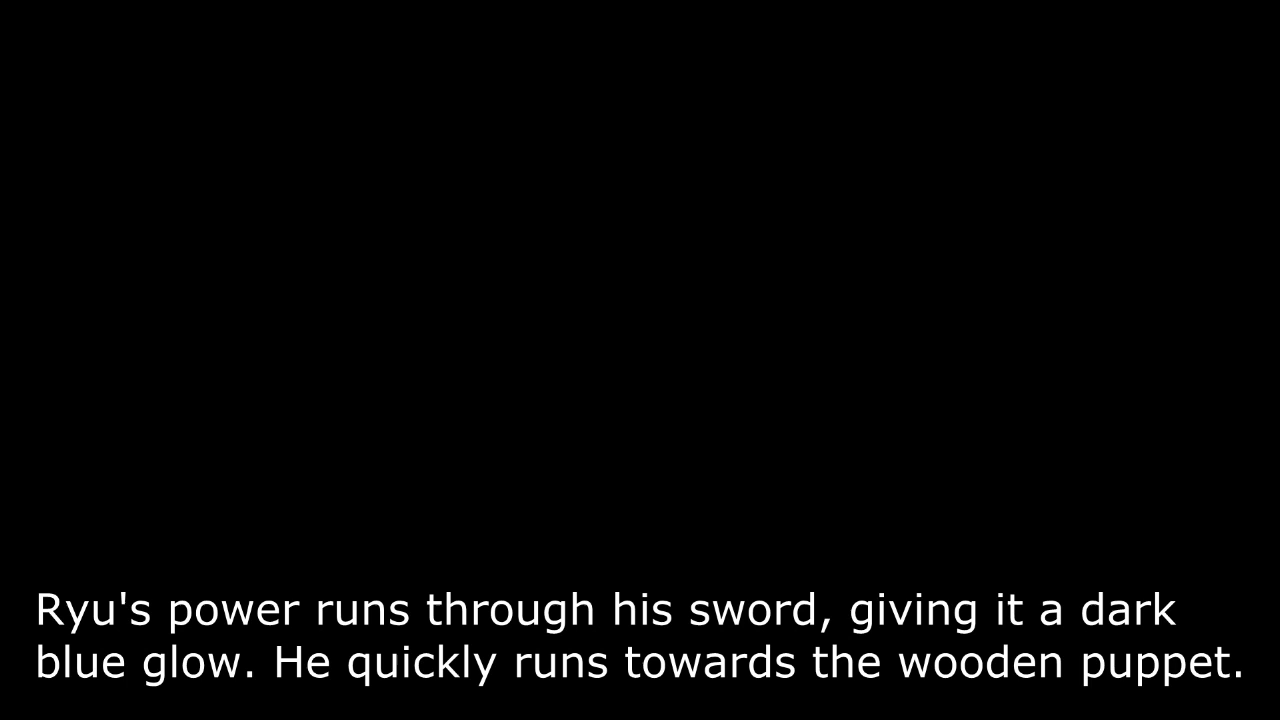 Ryu's power runs through his sword, giving it a dark
blue glow. He quickly runs towards the wooden puppet.